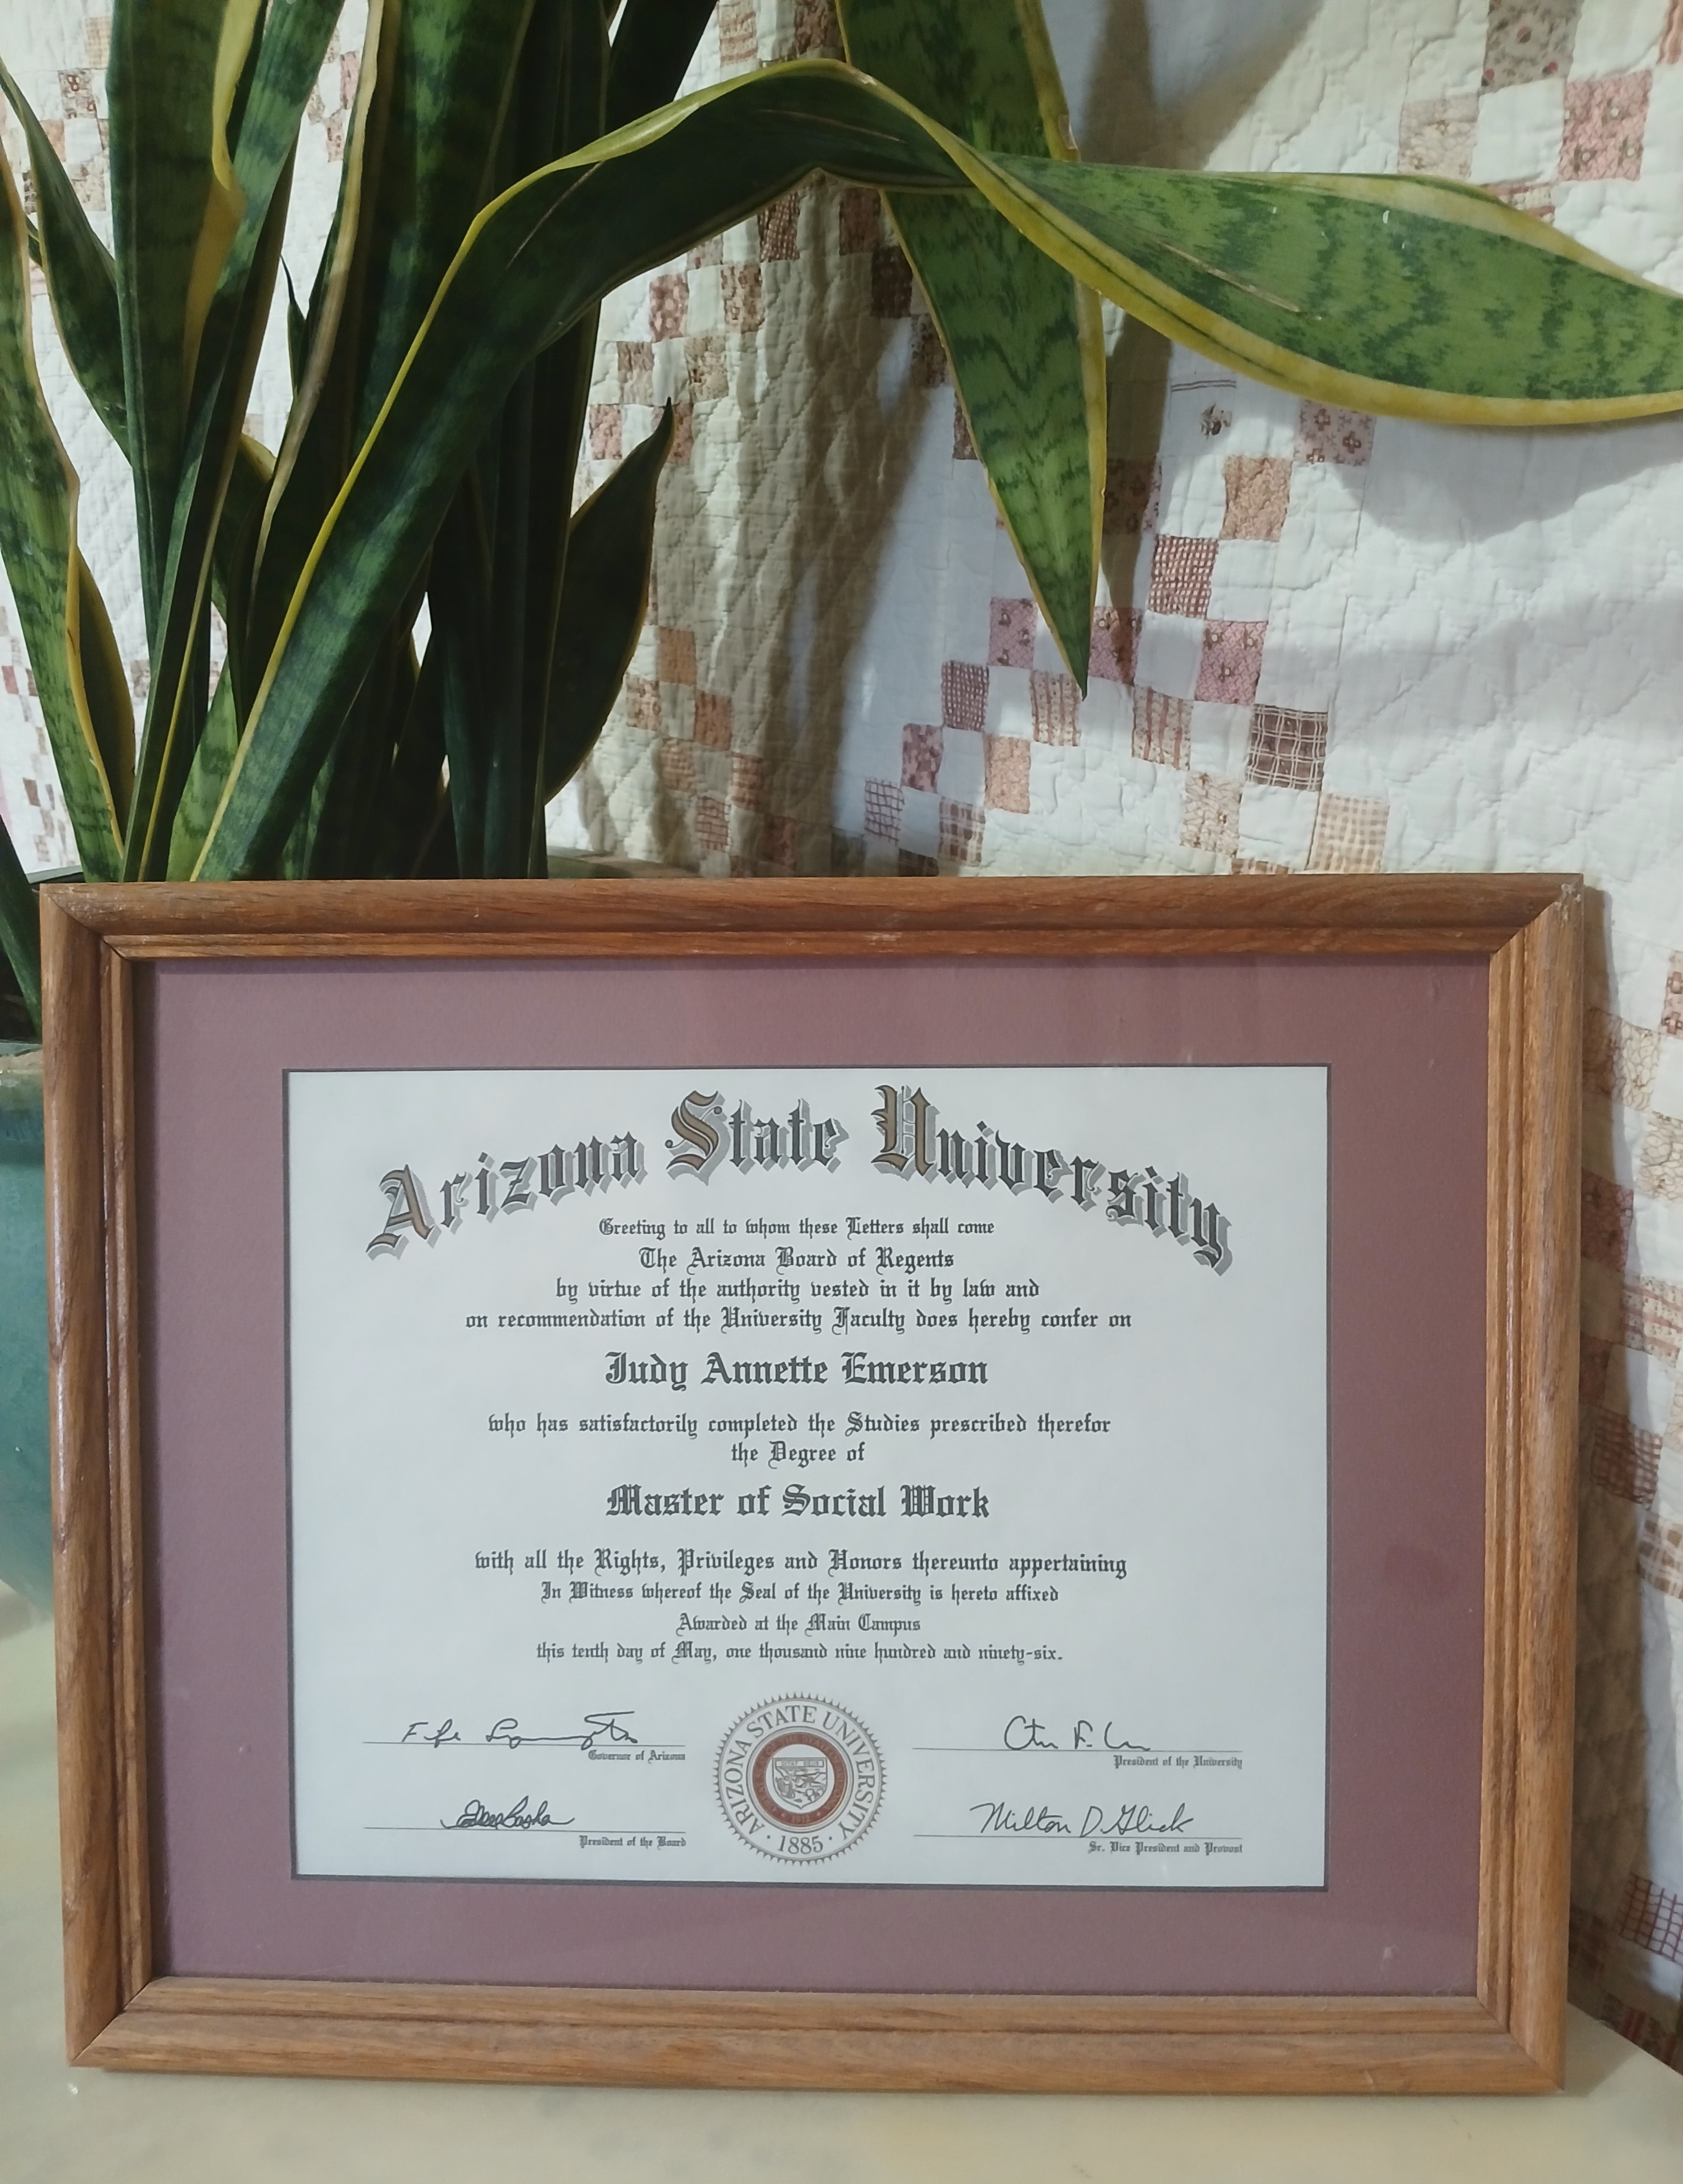 Arizona State University
Greeting to all to whom these Letters shall come
The Arizona Board of Regents
by virtue of the authority vested in it by law and
on recommendation of the University Faculty does hereby confer on
Judy Annette Emerson
who has satisfactorily completed the Studies prescribed therefor
the Degree of
Master of Social Work
with all the Rights, Privileges and Honors thereunto appertaining
In Witness whereof the Seal of the University is hereto affixed
Awarded at the Main Campus
this tenth day of May, one thousand nine hundred and ninety-six.
Governor of Arizona
President of the University
Milton D. Glick
President of the Board
Sr. Vice President and Provost
ARIZONA STATE UNIVERSITY
· 1885 ·